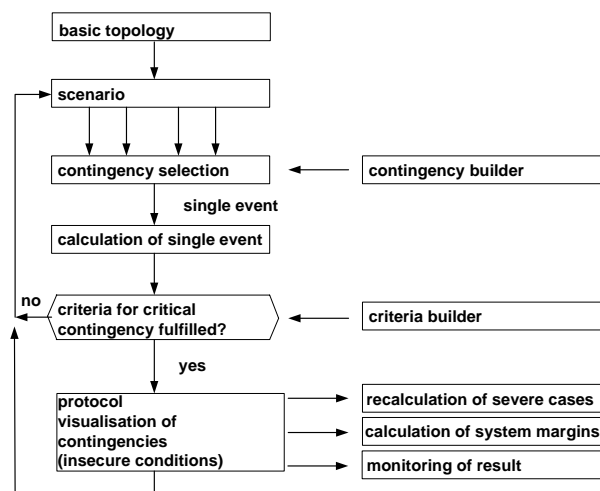 basic topology
scenario
contingency selection
contingency builder
single event
calculation of single event
no
criteria for critical
contingency fulfilled?
criteria builder
yes
protocol
visualisation of
contingencies
(insecure conditions)
recalculation of severe cases
calculation of system margins
monitoring of result